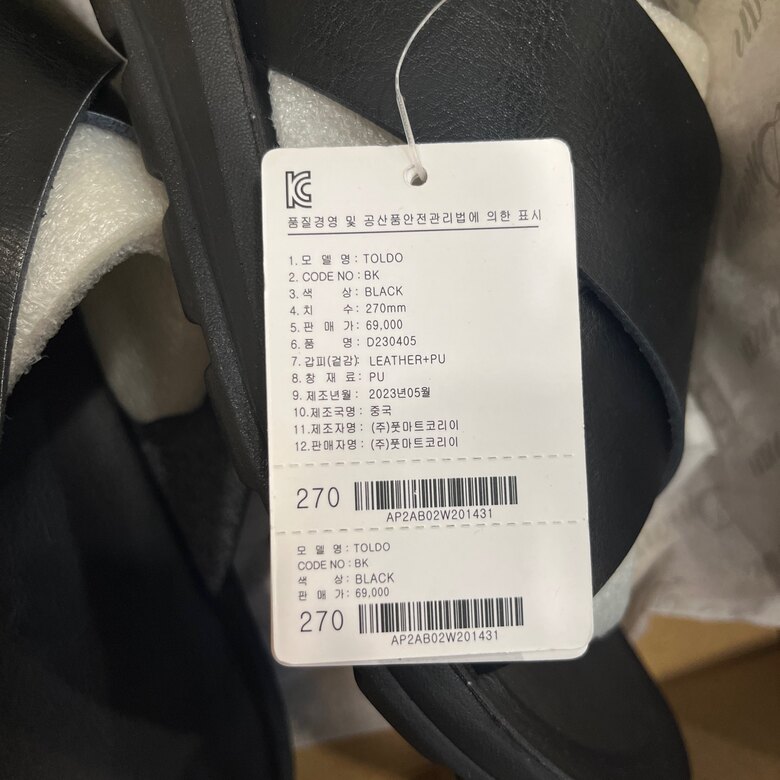 KC
품질경영 및 공산품안전관리법에 의한 표시
1. 모 델 명 : TOLDO
2. CODE NO : BK
3. 색 상 : BLACK
4. 치 수 : 270mm
5. 판 매 가 : 69,000
6. 품 명 : D230405
7. 갑피(겉감): LEATHER+PU
8. 창 재 료 : PU
9. 제조년월 : 2023년05월
10.제조국명 : 중국
11.제조자명 : (주)풋마트코리이
12.판매자명 : (주)풋마트코리이
270
AP2AB02W201431
모 델 명 : TOLDO
CODE NO : BK
색 상 : BLACK
판 매 가 : 69,000
270
AP2AB02W201431